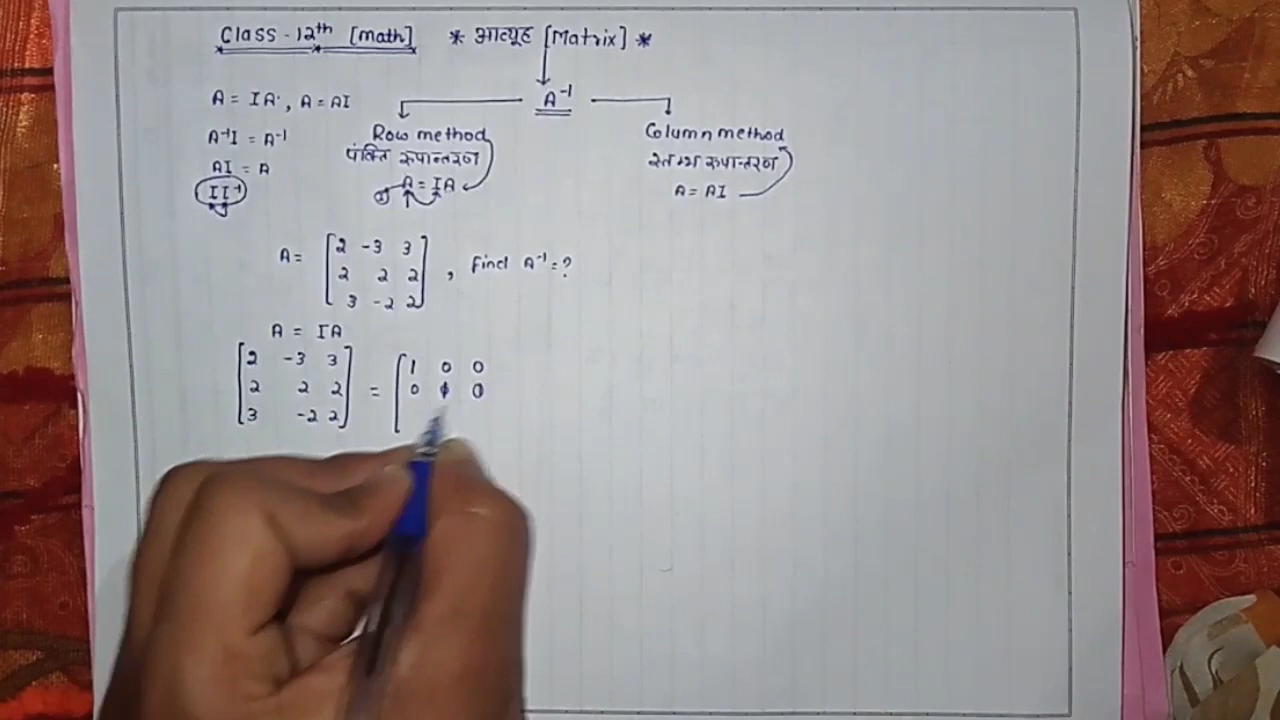 Class - 12th [math] * आव्यूह [Matrix] *
A = IA, A = AI
A⁻¹
A⁻¹I = A⁻¹
AI = A
II⁻¹
Row method
पंक्ति रुपान्तरण
A = IA
Column method
स्तम्भ रुपान्तरण
A = AI
A = [2 -3 3
2 2 2
3 -2 2] , Find A⁻¹ = ?
A = IA
[2 -3 3] = [1 0 0
[2 2 2] 0 1 0
[3 -2 2]